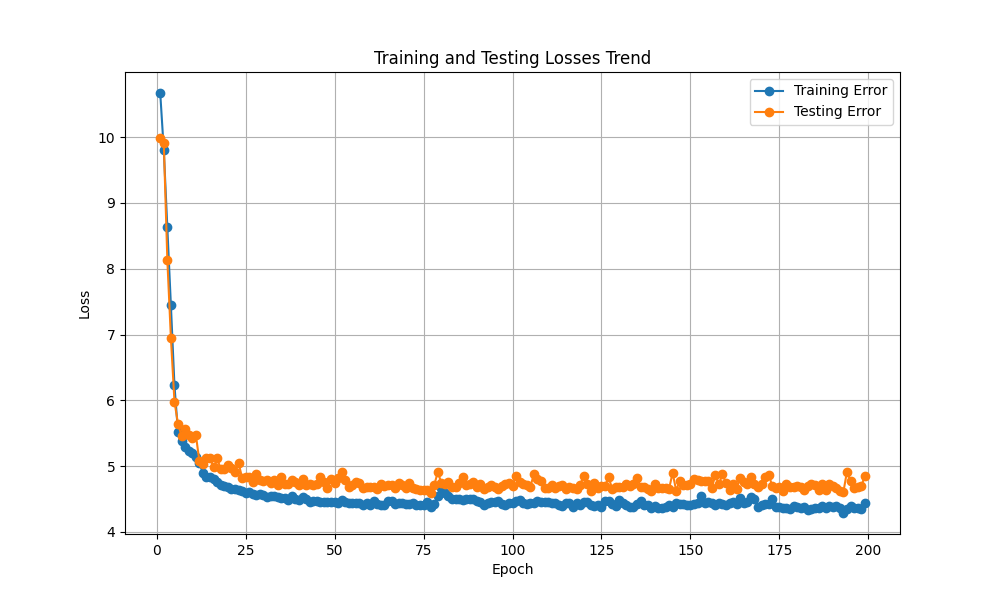 Training and Testing Losses Trend
Training Error
Testing Error
10
9
8
7
6
5
4
Loss
0 25 50 75 100 125 150 175 200
Epoch